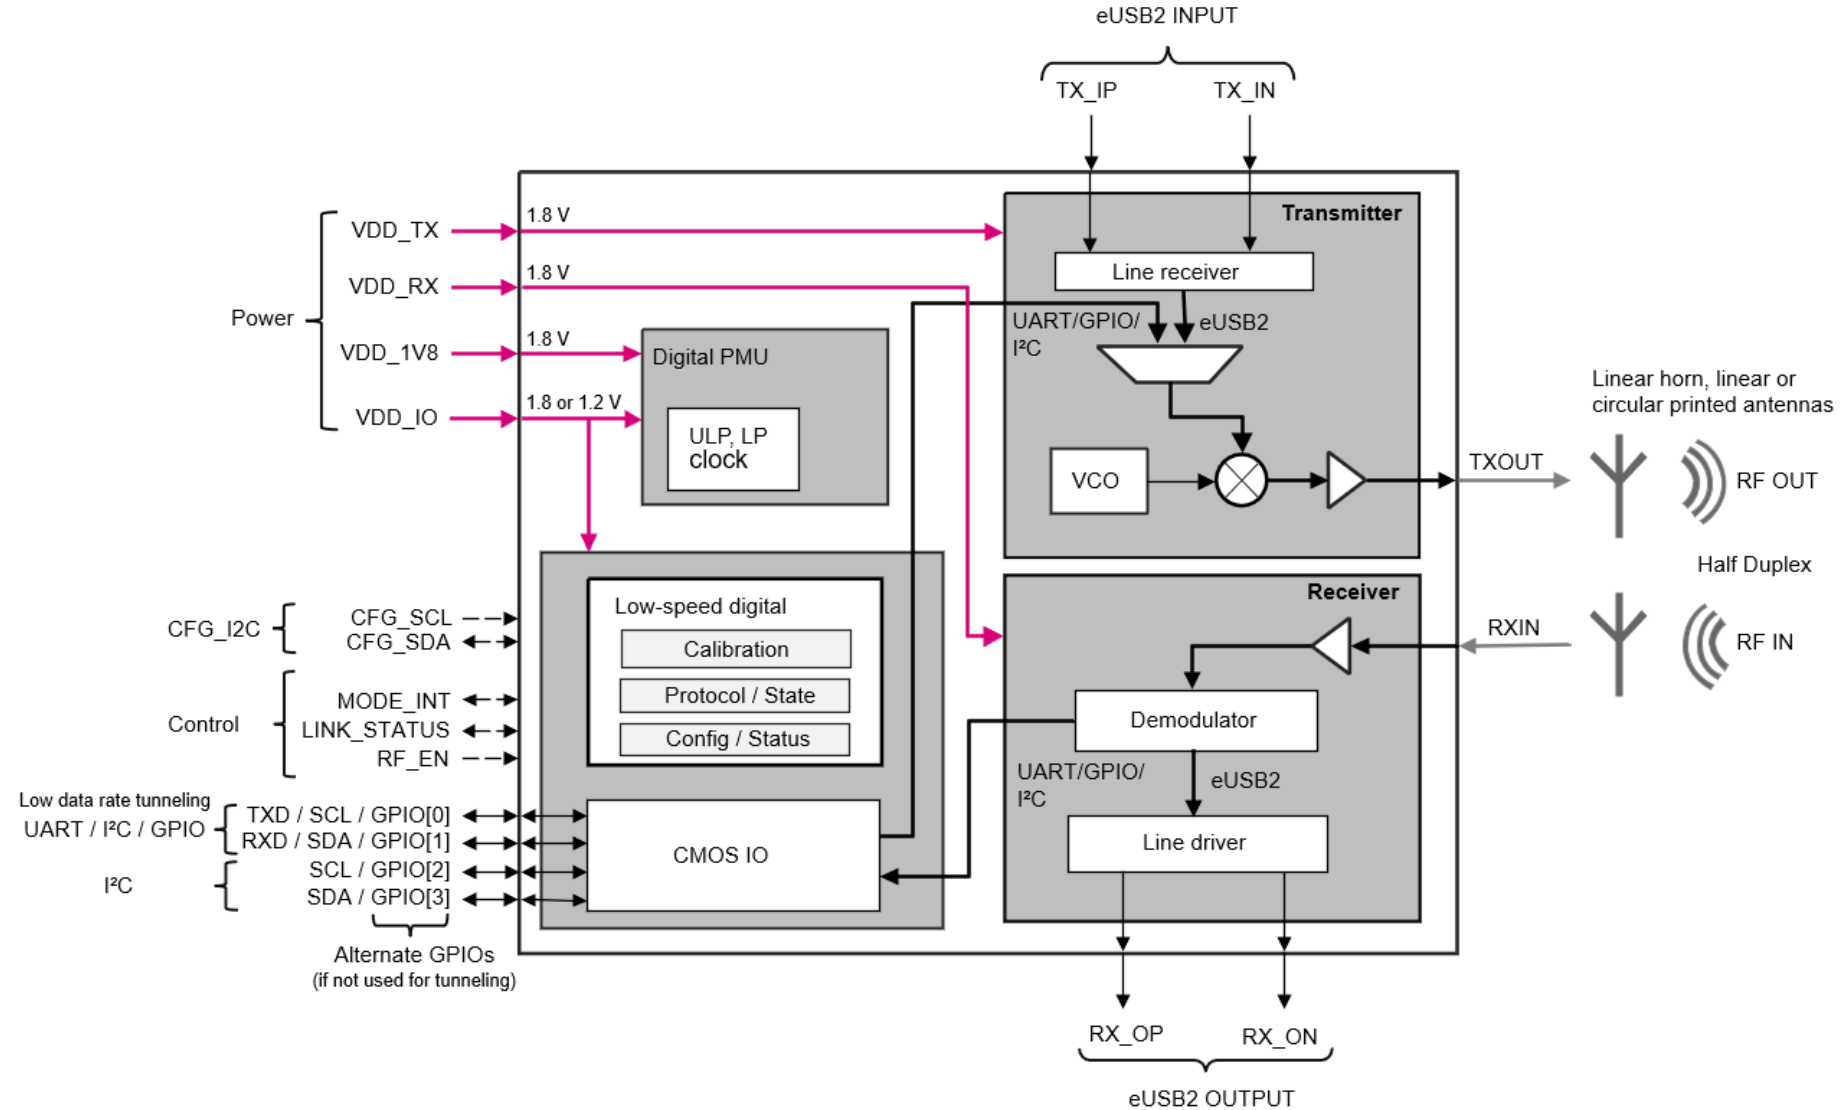 eUSB2 INPUT
TX_IP
TX_IN
Transmitter
Line receiver
UART/GPIO/
I²C
eUSB2
VCO
TXOUT
Linear horn, linear or
circular printed antennas
RF OUT
Half Duplex
RF IN
RXIN
Receiver
Demodulator
UART/GPIO/
I²C
eUSB2
Line driver
RX_OP
RX_ON
eUSB2 OUTPUT
Power
VDD_TX
1.8 V
VDD_RX
1.8 V
VDD_1V8
1.8 V
VDD_IO
1.8 or 1.2 V
Digital PMU
ULP, LP
clock
CFG_I2C
CFG_SCL
CFG_SDA
Control
MODE_INT
LINK_STATUS
RF_EN
Low-speed digital
Calibration
Protocol / State
Config / Status
Low data rate tunneling
UART / I²C / GPIO
TXD / SCL / GPIO[0]
RXD / SDA / GPIO[1]
I²C
SCL / GPIO[2]
SDA / GPIO[3]
CMOS IO
Alternate GPIOs
(if not used for tunneling)